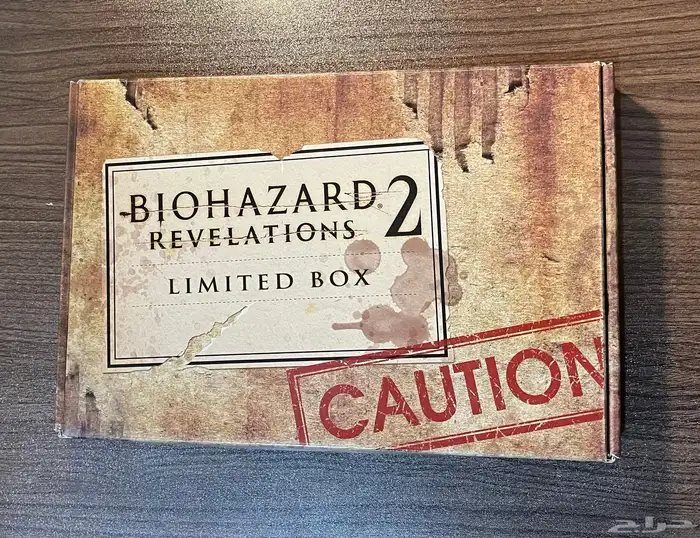 BIOHAZARD® 2
REVELATIONS
LIMITED BOX
CAUTION
حراج